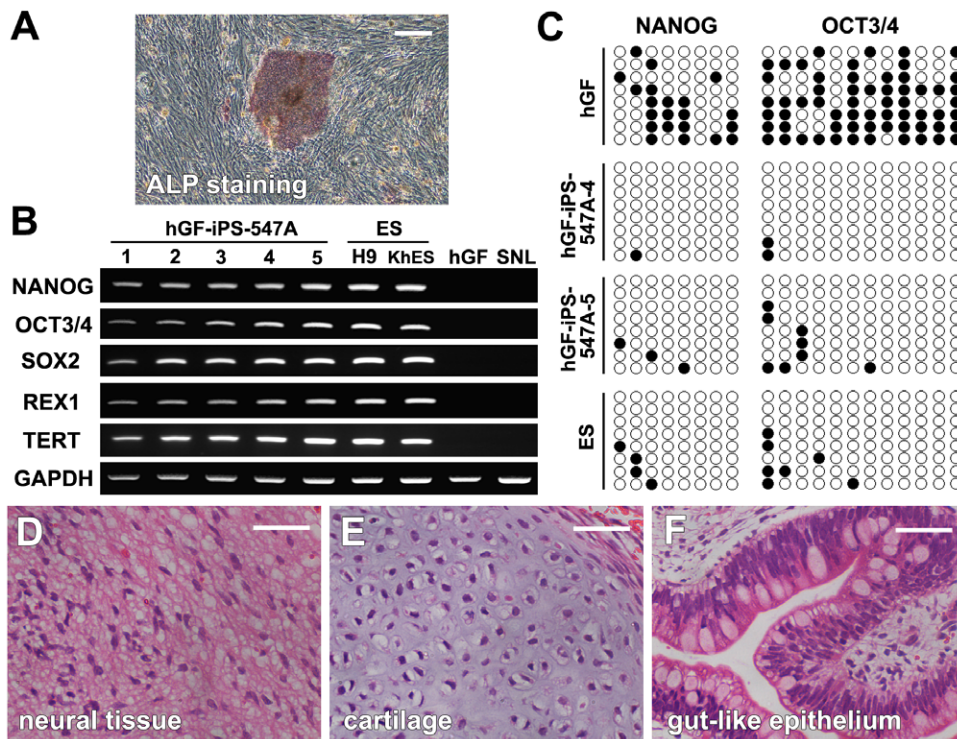 A
ALP staining
B
hGF-iPS-547A
ES
1 2 3 4 5 H9 KhES hGF SNL
NANOG
OCT3/4
SOX2
REX1
TERT
GAPDH
C
NANOG OCT3/4
hGF
hGF-iPS-
547A-4
hGF-iPS-
547A-5
ES
D
neural tissue
E
cartilage
F
gut-like epithelium